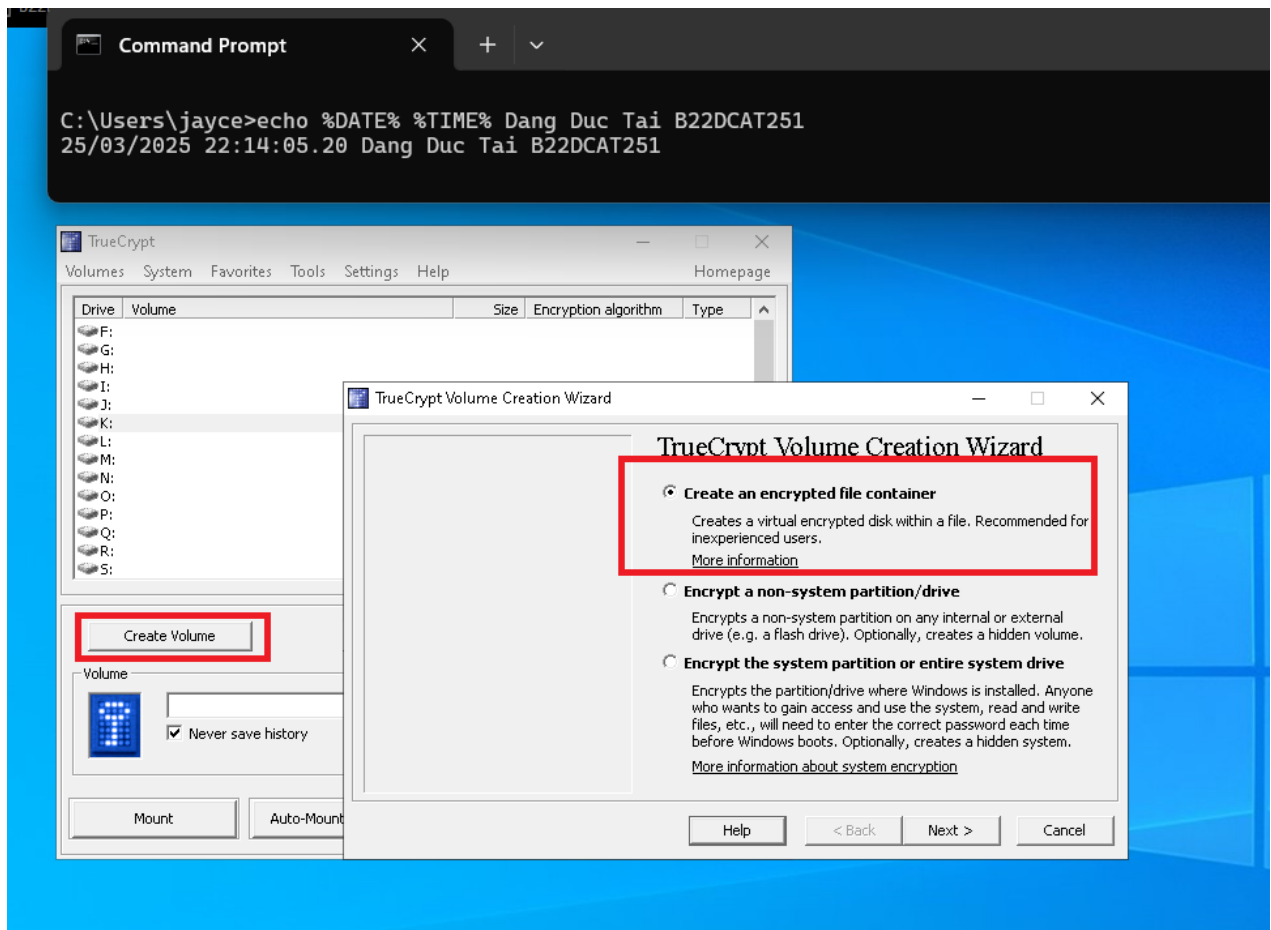 Command Prompt
C:\Users\jayce>echo %DATE% %TIME% Dang Duc Tai B22DCAT251
25/03/2025 22:14:05.20 Dang Duc Tai B22DCAT251
TrueCrypt
Volumes System Favorites Tools Settings Help Homepage
Drive Volume Size Encryption algorithm Type
F:
G:
H:
I:
J:
K:
L:
M:
N:
O:
P:
Q:
R:
S:
Create Volume
Volume
Never save history
Mount Auto-Mount
TrueCrypt Volume Creation Wizard
TrueCrypt Volume Creation Wizard
Create an encrypted file container
Creates a virtual encrypted disk within a file. Recommended for
inexperienced users.
More information
Encrypt a non-system partition/drive
Encrypts a non-system partition on any internal or external
drive (e.g. a flash drive). Optionally, creates a hidden volume.
Encrypt the system partition or entire system drive
Encrypts the partition/drive where Windows is installed. Anyone
who wants to gain access and use the system, read and write
files, etc., will need to enter the correct password each time
before Windows boots. Optionally, creates a hidden system.
More information about system encryption
Help < Back Next > Cancel